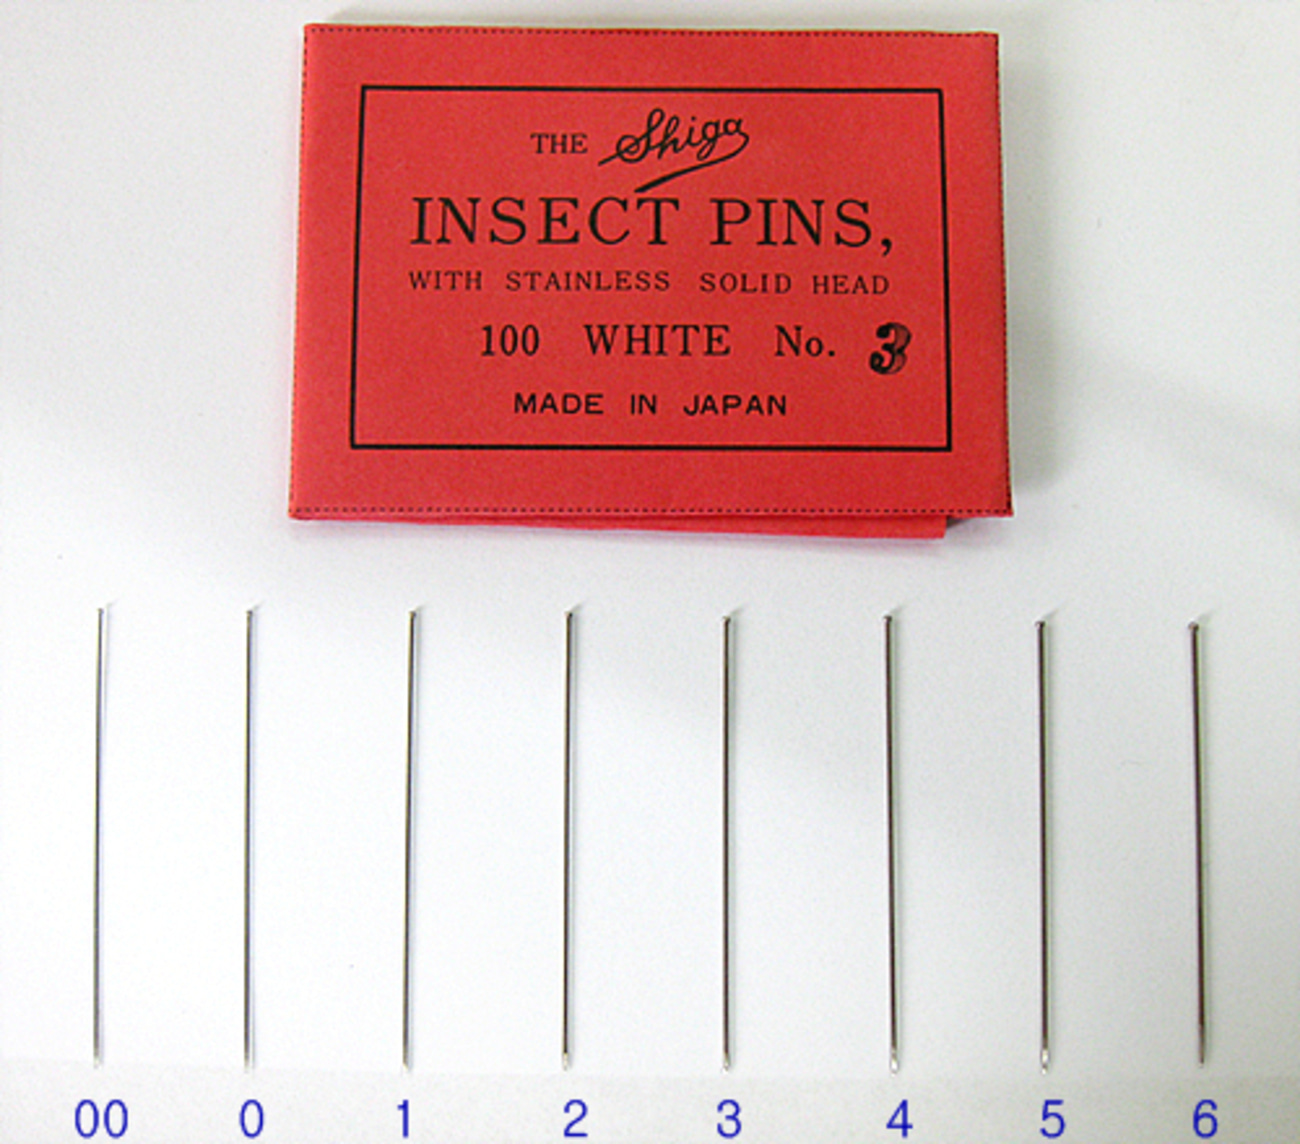 THE Shiga
INSECT PINS,
WITH STAINLESS SOLID HEAD
100 WHITE No. 3
MADE IN JAPAN
00 0 1 2 3 4 5 6